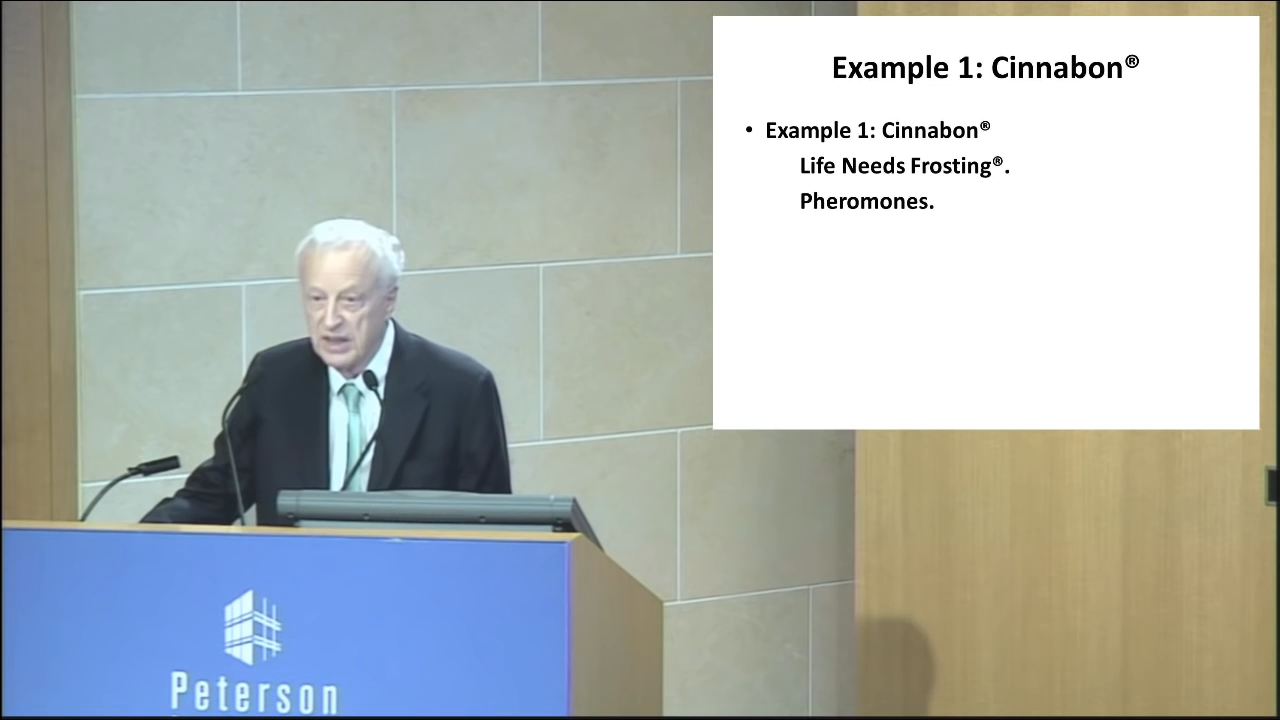 Example 1: Cinnabon®
• Example 1: Cinnabon®
Life Needs Frosting®.
Pheromones.
Peterson